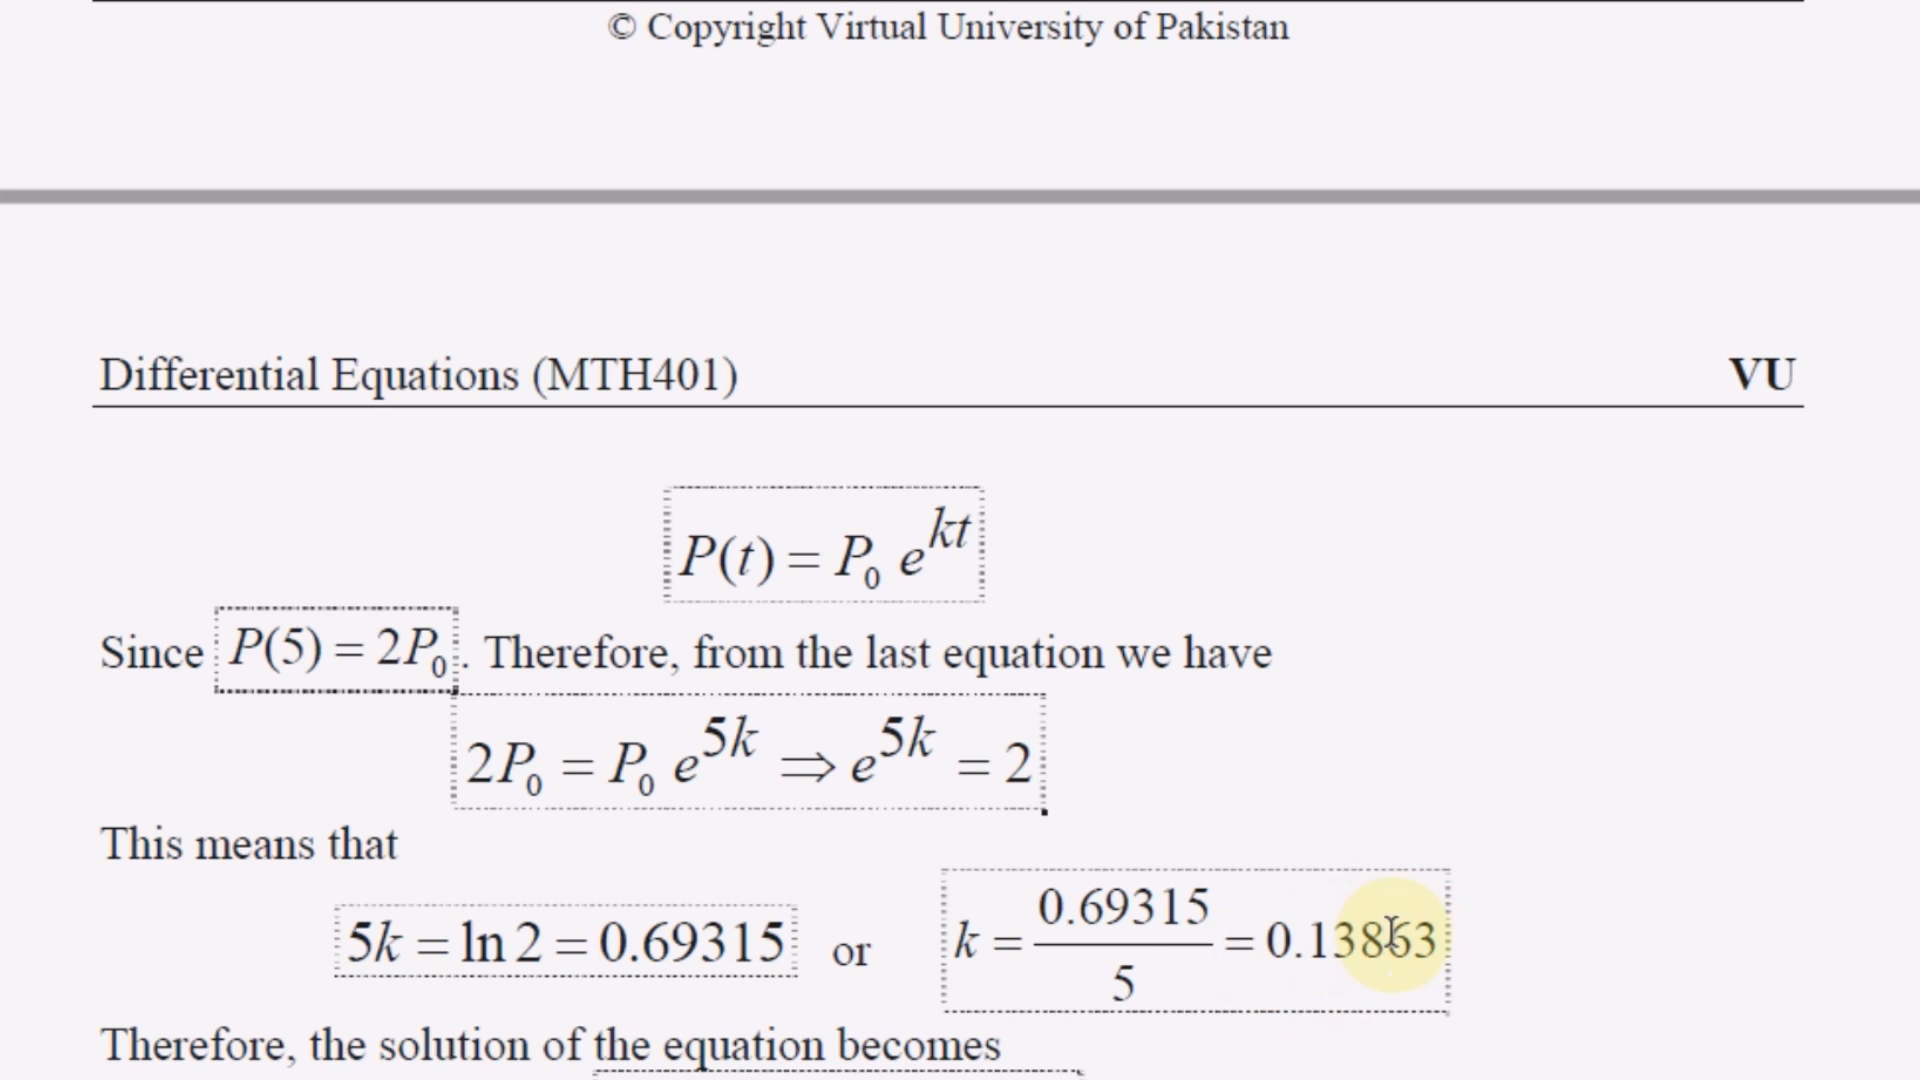 © Copyright Virtual University of Pakistan
Differential Equations (MTH401) VU
P(t) = P₀ e^{kt}
Since P(5) = 2P₀. Therefore, from the last equation we have
2P₀ = P₀ e^{5k} ⇒ e^{5k} = 2
This means that
5k = ln 2 = 0.69315 or k = 0.69315/5 = 0.13863
Therefore, the solution of the equation becomes